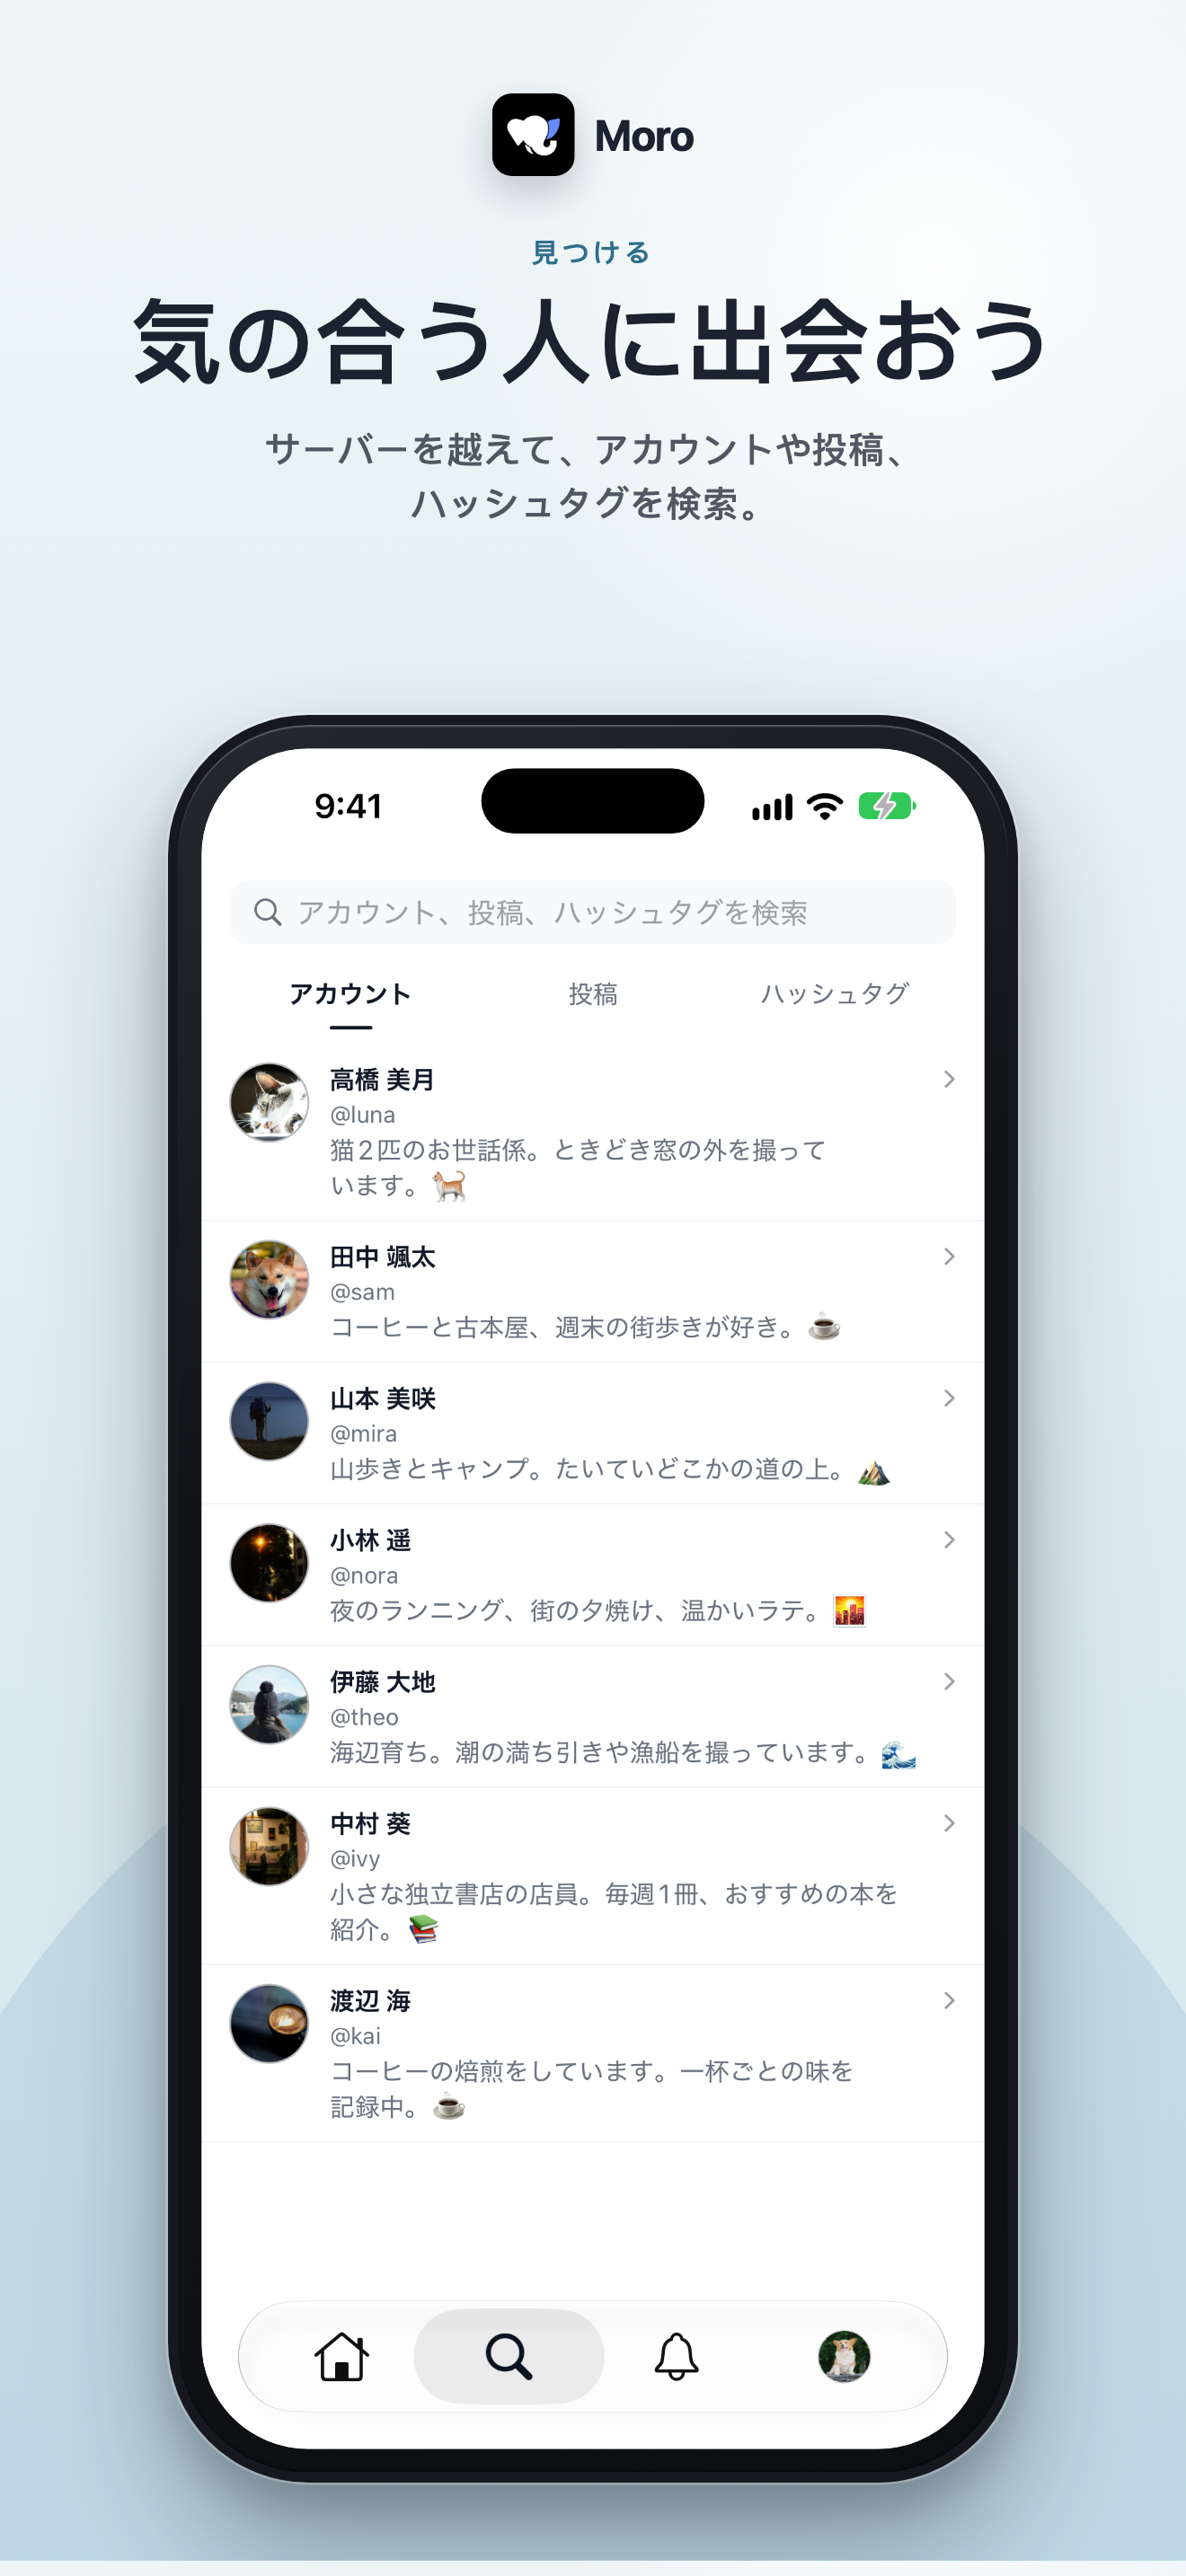 Moro
見つける
気の合う人に出会おう
サーバーを越えて、アカウントや投稿、
ハッシュタグを検索。
9:41
アカウント、投稿、ハッシュタグを検索
アカウント 投稿 ハッシュタグ
高橋 美月
@luna
猫2匹のお世話係。ときどき窓の外を撮って
います。🐈
田中 颯太
@sam
コーヒーと古本屋、週末の街歩きが好き。☕
山本 美咲
@mira
山歩きとキャンプ。たいていどこかの道の上。⛰️
小林 遥
@nora
夜のランニング、街の夕焼け、温かいラテ。🌇
伊藤 大地
@theo
海辺育ち。潮の満ち引きや漁船を撮っています。🌊
中村 葵
@ivy
小さな独立書店の店員。毎週1冊、おすすめの本を
紹介。📚
渡辺 海
@kai
コーヒーの焙煎をしています。一杯ごとの味を
記録中。☕